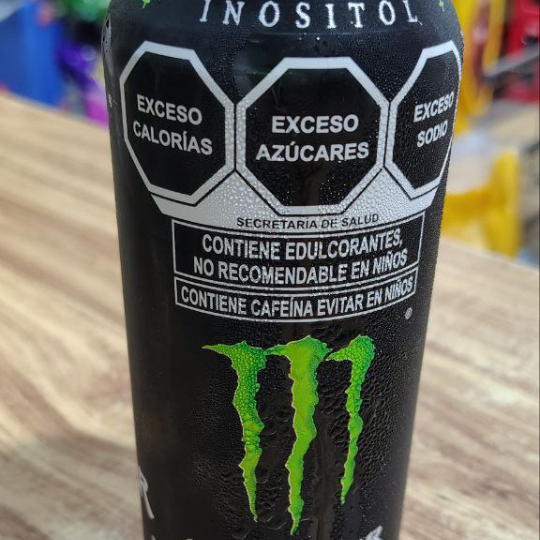 INOSITOL
EXCESO
CALORÍAS
EXCESO
AZÚCARES
EXCESO
SODIO
SECRETARÍA DE SALUD
CONTIENE EDULCORANTES,
NO RECOMENDABLE EN NIÑOS
CONTIENE CAFEÍNA EVITAR EN NIÑOS
®